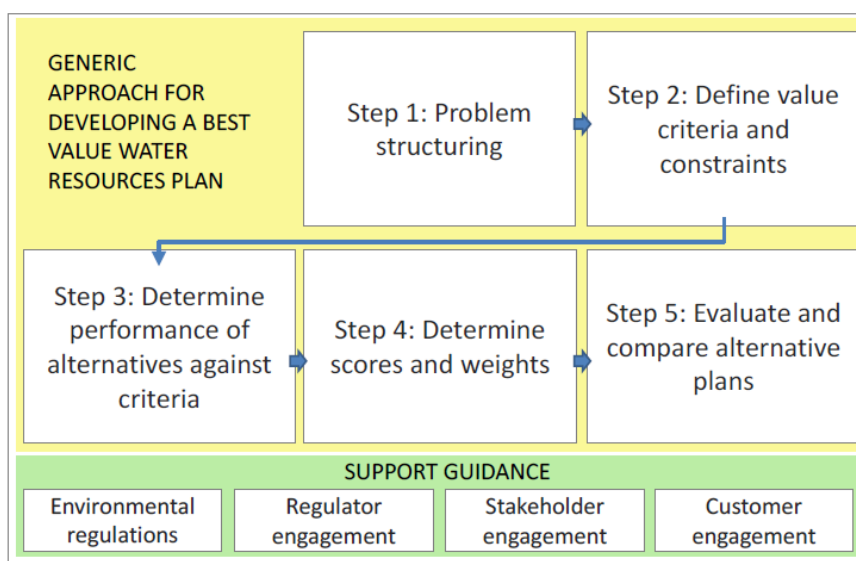 GENERIC
APPROACH FOR
DEVELOPING A BEST
VALUE WATER
RESOURCES PLAN
Step 1: Problem
structuring
Step 2: Define value
criteria and
constraints
Step 3: Determine
performance of
alternatives against
criteria
Step 4: Determine
scores and weights
Step 5: Evaluate and
compare alternative
plans
SUPPORT GUIDANCE
Environmental
regulations
Regulator
engagement
Stakeholder
engagement
Customer
engagement